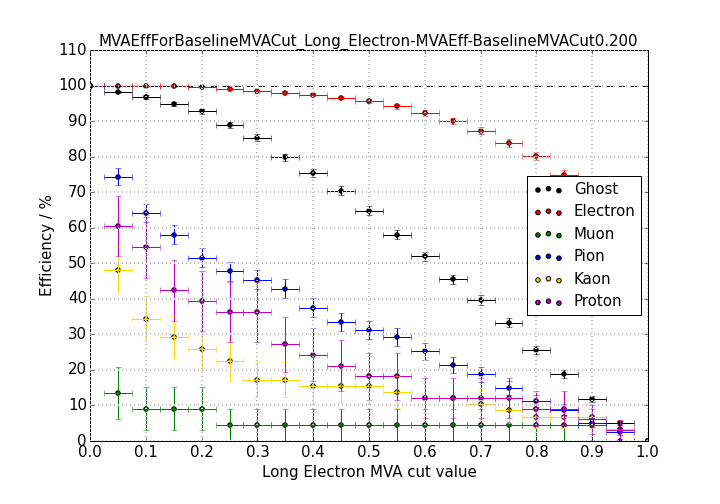 MVAEffForBaselineMVACut_Long_Electron-MVAEff-BaselineMVACut0.200
110
100
90
80
70
60
50
40
30
20
10
0
Efficiency / %
Ghost
Electron
Muon
Pion
Kaon
Proton
0.0 0.1 0.2 0.3 0.4 0.5 0.6 0.7 0.8 0.9 1.0
Long Electron MVA cut value